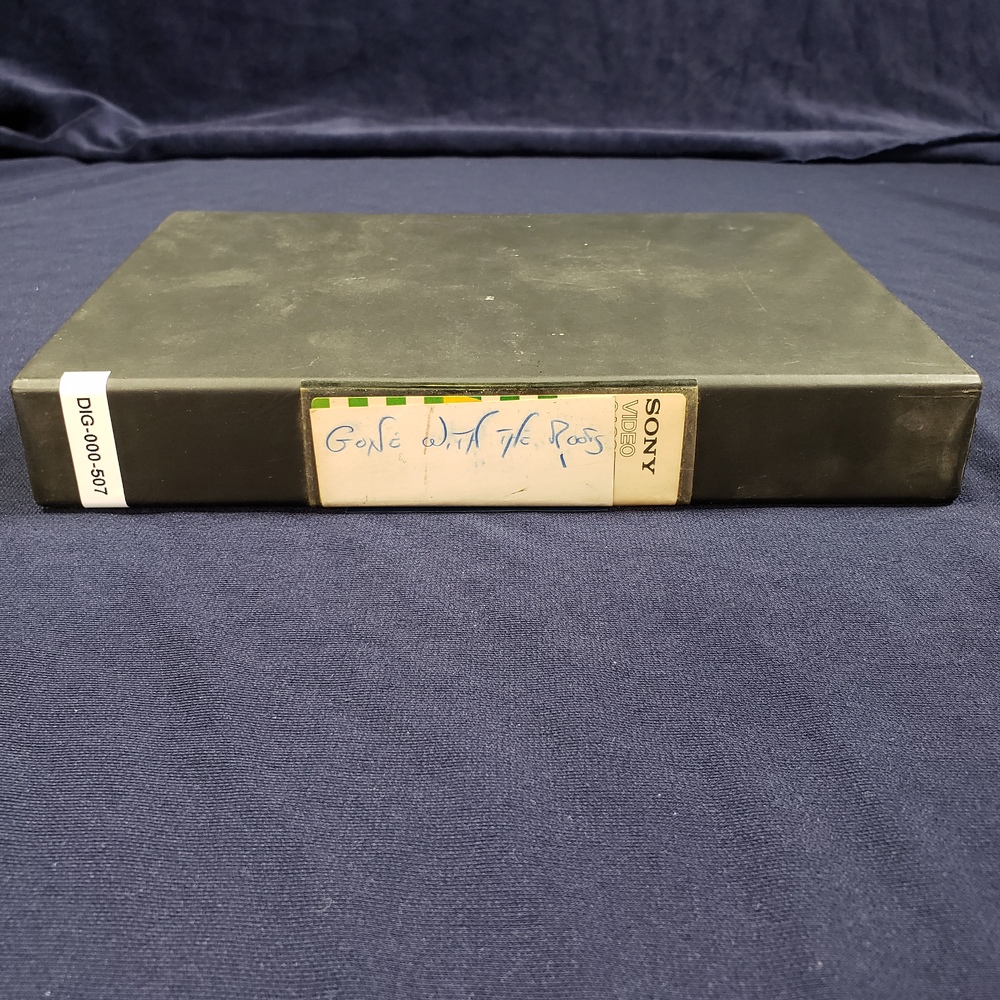 DIG-000-507
GONE WITH THE ROOTS
SONY
VIDEO